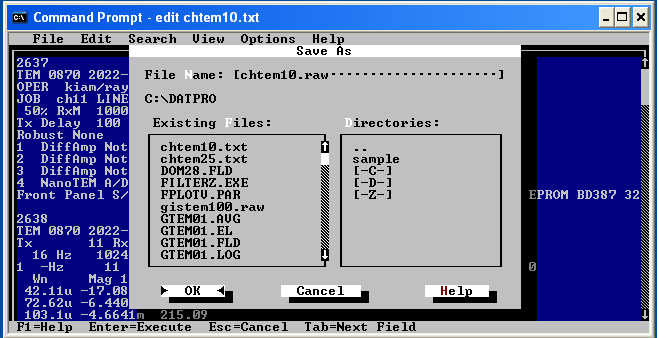 Command Prompt - edit chtem10.txt
File Edit Search View Options Help
Save As
File Name: [chtem10.raw·······················]
C:\DATPRO
Existing Files:
chtem10.txt
chtem25.txt
DOM28.FLD
FILTERZ.EXE
FPLOTV.PAR
gistem100.raw
GTEM01.AVG
GTEM01.EL
GTEM01.FLD
GTEM01.LOG
Directories:
..
sample
[-C-]
[-D-]
[-Z-]
OK
Cancel
Help
2637
TEM 0870 2022-
OPER kiam/ray
JOB ch11 LINE
50% RxM 1000
Tx Delay 100
Robust None
1 DiffAmp Not
2 DiffAmp Not
3 DiffAmp Not
4 NanoTEM A/D
Front Panel S/ EPROM BD387 32
2638
TEM 0870 2022-
Tx 11 Rx
16 Hz 1024
1 -Hz 11 0
Wn Mag 1
42.11u -17.08
72.62u -6.440
103.1u -4.6641m 215.09
F1=Help Enter=Execute Esc=Cancel Tab=Next Field